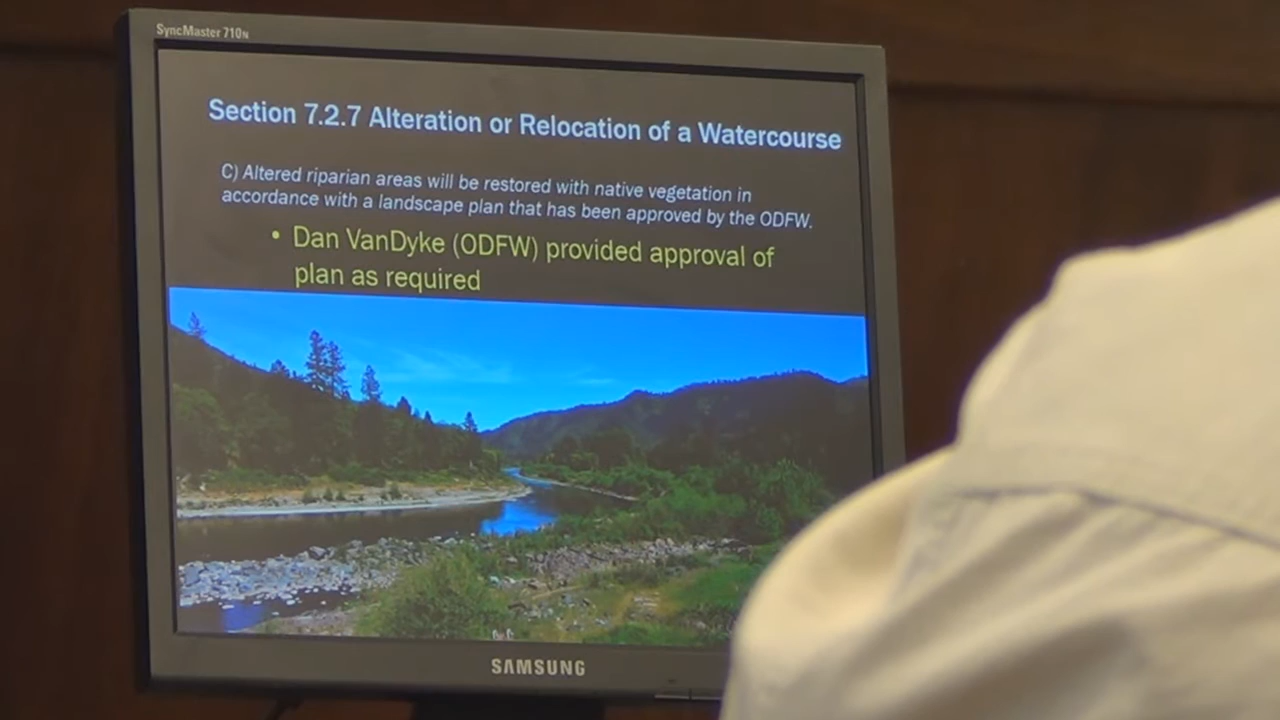 SyncMaster 710N
Section 7.2.7 Alteration or Relocation of a Watercourse
C) Altered riparian areas will be restored with native vegetation in
accordance with a landscape plan that has been approved by the ODFW.
• Dan VanDyke (ODFW) provided approval of
plan as required
SAMSUNG